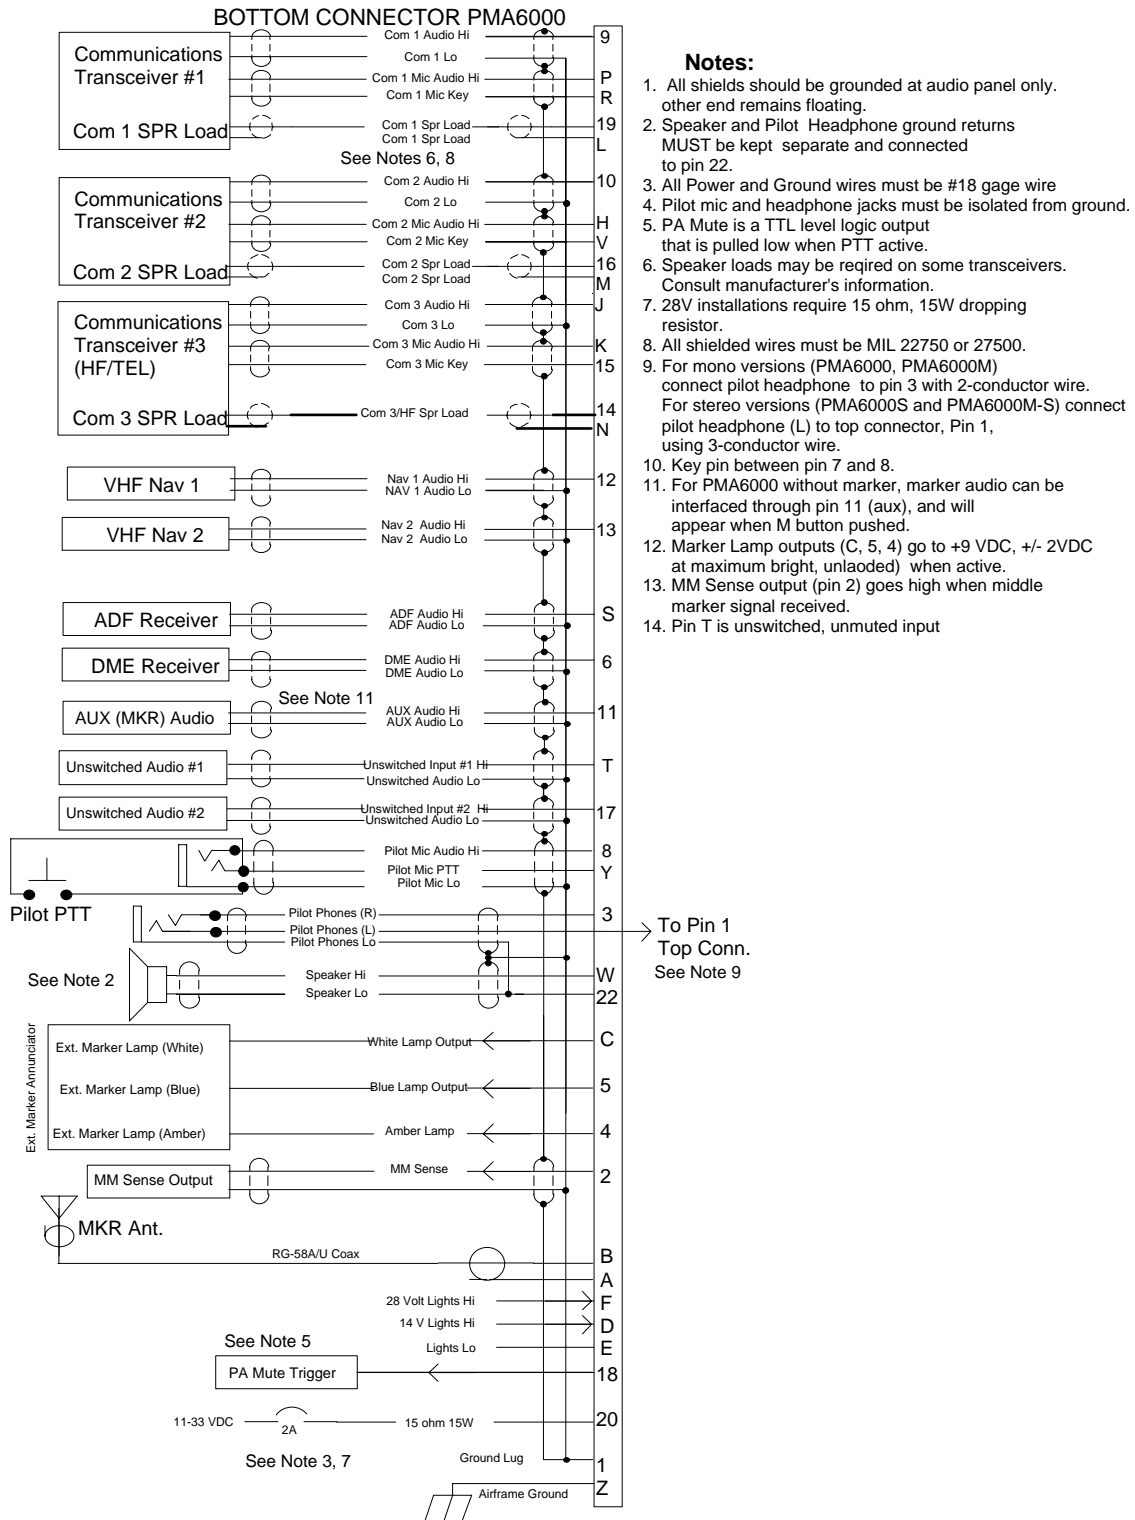 BOTTOM CONNECTOR PMA6000
Communications
Transceiver #1
Com 1 SPR Load
Com 1 Audio Hi
9
Com 1 Lo
Com 1 Mic Audio Hi
P
Com 1 Mic Key
R
Com 1 Spr Load
19
Com 1 Spr Load
L
See Notes 6, 8
Communications
Transceiver #2
Com 2 SPR Load
Com 2 Audio Hi
10
Com 2 Lo
Com 2 Mic Audio Hi
H
Com 2 Mic Key
V
Com 2 Spr Load
16
Com 2 Spr Load
M
Communications
Transceiver #3
(HF/TEL)
Com 3 SPR Load
Com 3 Audio Hi
J
Com 3 Lo
Com 3 Mic Audio Hi
K
Com 3 Mic Key
15
Com 3/HF Spr Load
14
N
VHF Nav 1
Nav 1 Audio Hi
12
NAV 1 Audio Lo
VHF Nav 2
Nav 2 Audio Hi
13
Nav 2 Audio Lo
ADF Receiver
ADF Audio Hi
S
ADF Audio Lo
DME Receiver
DME Audio Hi
6
DME Audio Lo
See Note 11
AUX (MKR) Audio
AUX Audio Hi
11
AUX Audio Lo
Unswitched Audio #1
Unswitched Input #1 Hi
T
Unswitched Audio Lo
Unswitched Audio #2
Unswitched Input #2 Hi
17
Unswitched Audio Lo
Pilot Mic Audio Hi
8
Pilot Mic PTT
Y
Pilot Mic Lo
Pilot PTT
Pilot Phones (R)
3
Pilot Phones (L)
Pilot Phones Lo
To Pin 1
Top Conn.
See Note 9
See Note 2
Speaker Hi
W
Speaker Lo
22
Ext. Marker Annunciator
Ext. Marker Lamp (White)
White Lamp Output
C
Ext. Marker Lamp (Blue)
Blue Lamp Output
5
Ext. Marker Lamp (Amber)
Amber Lamp
4
MM Sense Output
MM Sense
2
MKR Ant.
RG-58A/U Coax
B
A
28 Volt Lights Hi
F
14 V Lights Hi
D
Lights Lo
E
See Note 5
PA Mute Trigger
18
11-33 VDC
2A
15 ohm 15W
20
See Note 3, 7
Ground Lug
1
Airframe Ground
Z
Notes:
1. All shields should be grounded at audio panel only.
other end remains floating.
2. Speaker and Pilot Headphone ground returns
MUST be kept separate and connected
to pin 22.
3. All Power and Ground wires must be #18 gage wire
4. Pilot mic and headphone jacks must be isolated from ground.
5. PA Mute is a TTL level logic output
that is pulled low when PTT active.
6. Speaker loads may be reqired on some transceivers.
Consult manufacturer's information.
7. 28V installations require 15 ohm, 15W dropping
resistor.
8. All shielded wires must be MIL 22750 or 27500.
9. For mono versions (PMA6000, PMA6000M)
connect pilot headphone to pin 3 with 2-conductor wire.
For stereo versions (PMA6000S and PMA6000M-S) connect
pilot headphone (L) to top connector, Pin 1,
using 3-conductor wire.
10. Key pin between pin 7 and 8.
11. For PMA6000 without marker, marker audio can be
interfaced through pin 11 (aux), and will
appear when M button pushed.
12. Marker Lamp outputs (C, 5, 4) go to +9 VDC, +/- 2VDC
at maximum bright, unlaoded) when active.
13. MM Sense output (pin 2) goes high when middle
marker signal received.
14. Pin T is unswitched, unmuted input